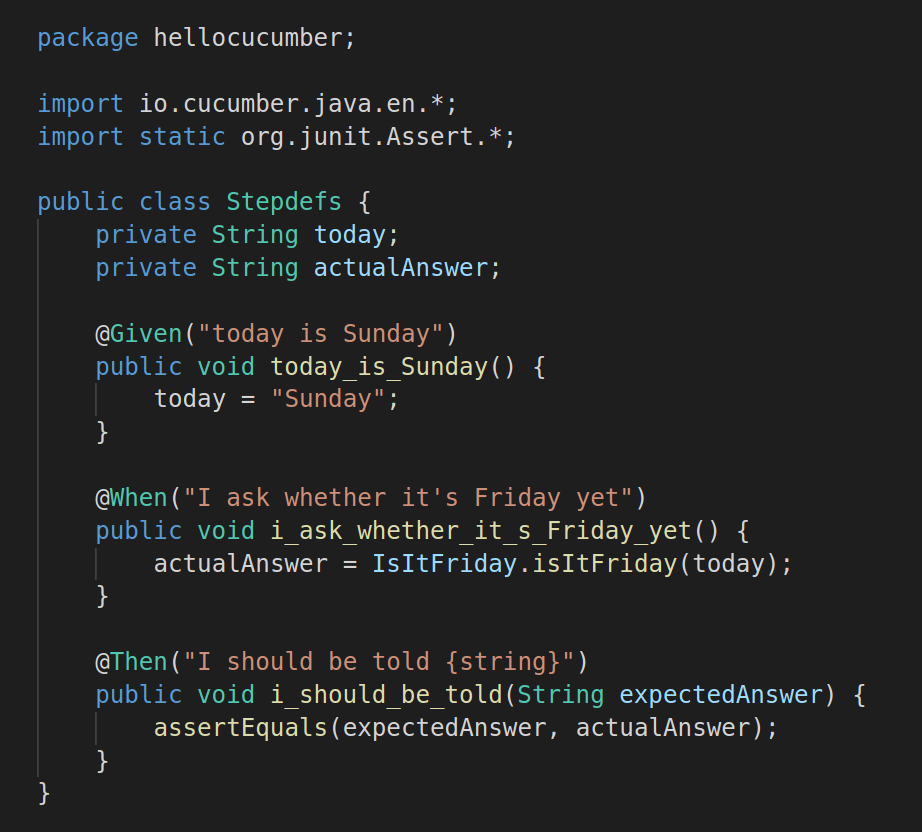 package hellocucumber;

import io.cucumber.java.en.*;
import static org.junit.Assert.*;

public class Stepdefs {
    private String today;
    private String actualAnswer;

    @Given("today is Sunday")
    public void today_is_Sunday() {
        today = "Sunday";
    }

    @When("I ask whether it's Friday yet")
    public void i_ask_whether_it_s_Friday_yet() {
        actualAnswer = IsItFriday.isItFriday(today);
    }

    @Then("I should be told {string}")
    public void i_should_be_told(String expectedAnswer) {
        assertEquals(expectedAnswer, actualAnswer);
    }
}